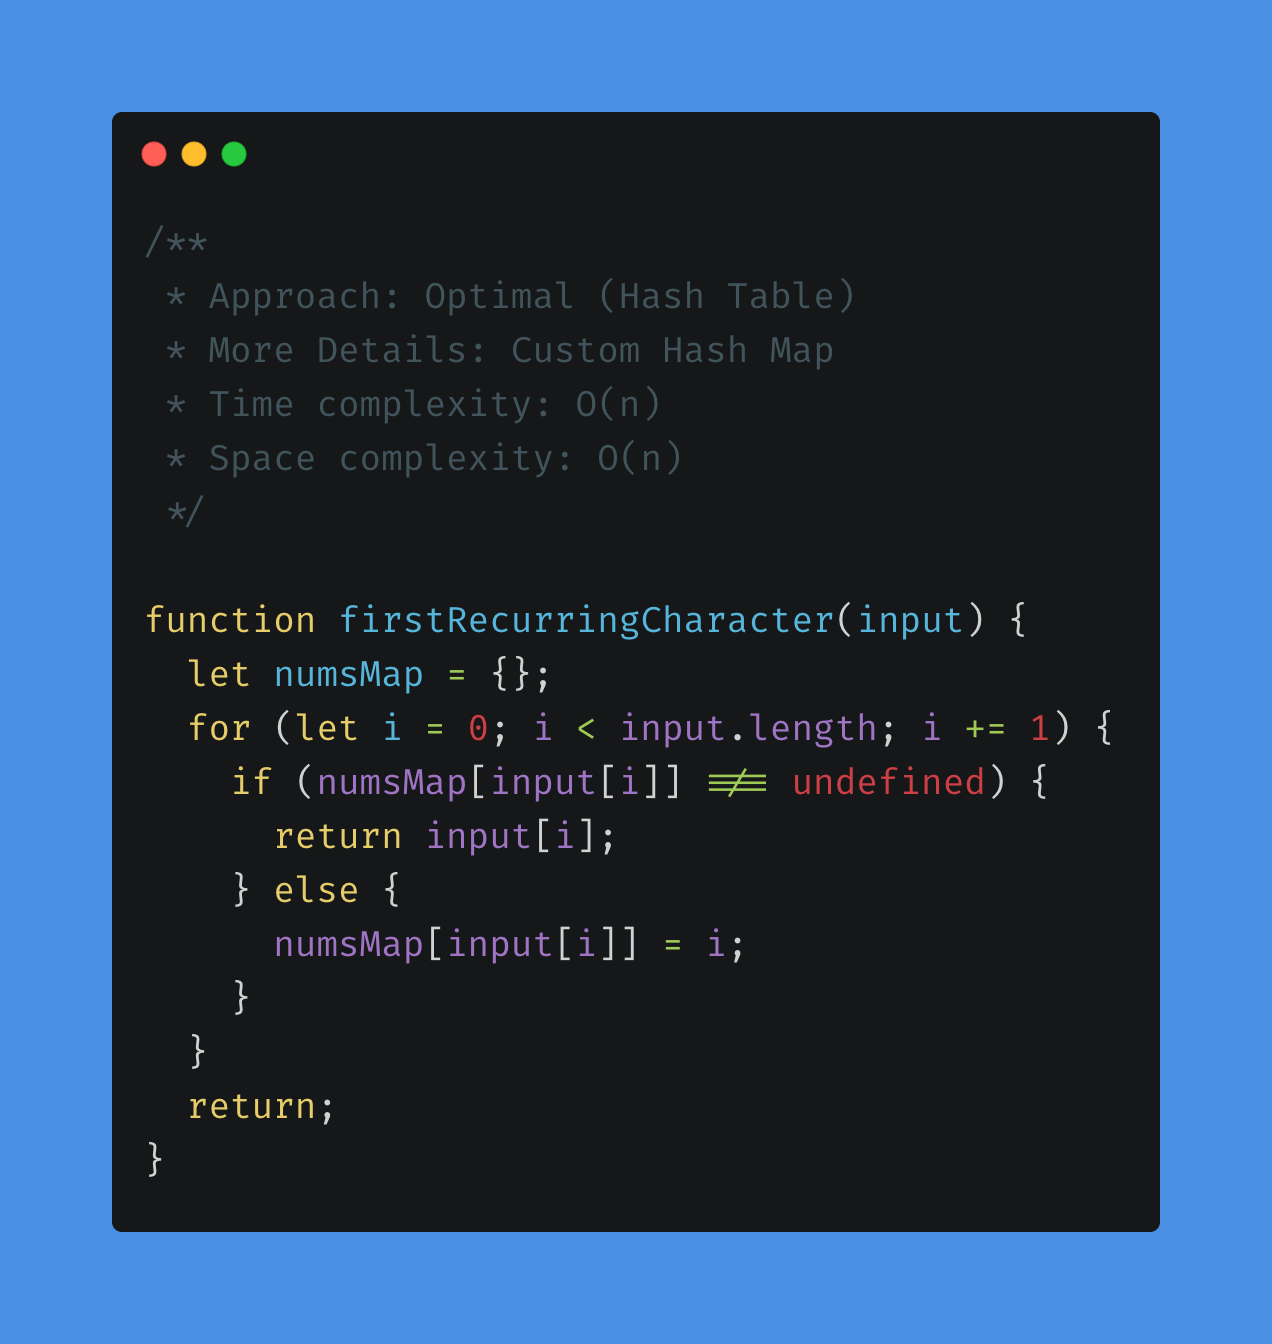 /**
 * Approach: Optimal (Hash Table)
 * More Details: Custom Hash Map
 * Time complexity: O(n)
 * Space complexity: O(n)
 */

function firstRecurringCharacter(input) {
  let numsMap = {};
  for (let i = 0; i < input.length; i += 1) {
    if (numsMap[input[i]] !== undefined) {
      return input[i];
    } else {
      numsMap[input[i]] = i;
    }
  }
  return;
}